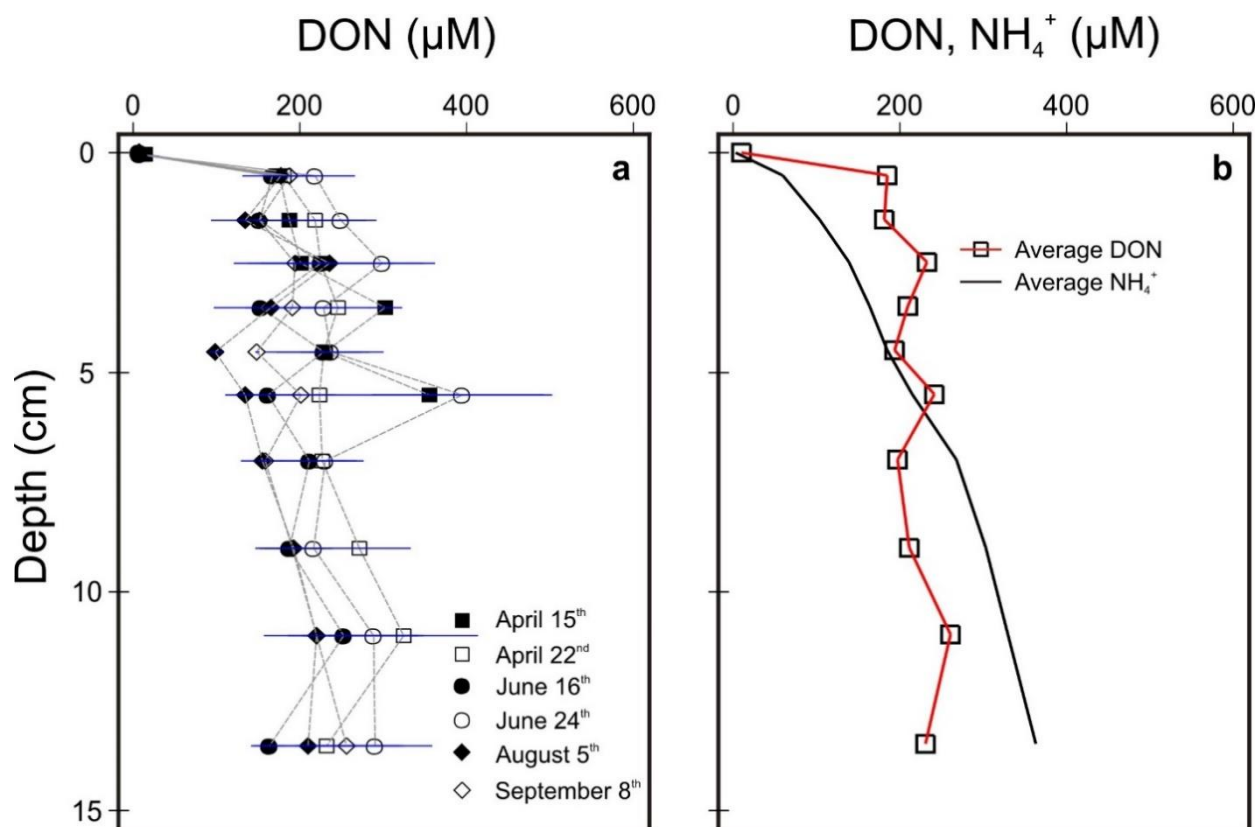 DON (µM)
DON, NH₄⁺ (µM)
0 200 400 600
0 200 400 600
a
b
Depth (cm)
0
5
10
15
April 15th
April 22nd
June 16th
June 24th
August 5th
September 8th
Average DON
Average NH₄⁺